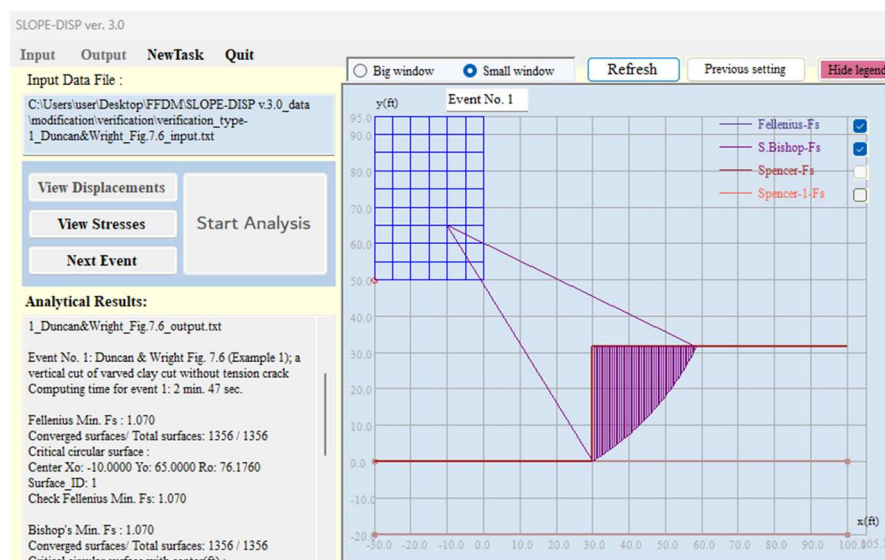 SLOPE-DISP ver. 3.0
Input Output NewTask Quit
Input Data File :
C:\Users\user\Desktop\FFDM\SLOPE-DISP v.3.0_data
\modification\verification\verification_type-
1_Duncan&Wright_Fig.7.6_input.txt
View Displacements
View Stresses
Next Event
Start Analysis
Analytical Results:
1_Duncan&Wright_Fig.7.6_output.txt
Event No. 1: Duncan & Wright Fig. 7.6 (Example 1); a
vertical cut of varved clay cut without tension crack
Computing time for event 1: 2 min. 47 sec.
Fellenius Min. Fs : 1.070
Converged surfaces/ Total surfaces: 1356 / 1356
Critical circular surface :
Center Xo: -10.0000 Yo: 65.0000 Ro: 76.1760
Surface_ID: 1
Check Fellenius Min. Fs: 1.070
Bishop's Min. Fs : 1.070
Converged surfaces/ Total surfaces: 1356 / 1356
Critical circular surface with center(ft) :
Big window Small window Refresh Previous setting Hide legend
y(ft) Event No. 1
95.0
90.0
80.0
70.0
60.0
50.0
40.0
30.0
20.0
10.0
0.0
-10.0
-20.0
Fellenius-Fs
S.Bishop-Fs
Spencer-Fs
Spencer-1-Fs
x(ft)
-30.0 -20.0 -10.0 0.0 10.0 20.0 30.0 40.0 50.0 60.0 70.0 80.0 90.0 100.0